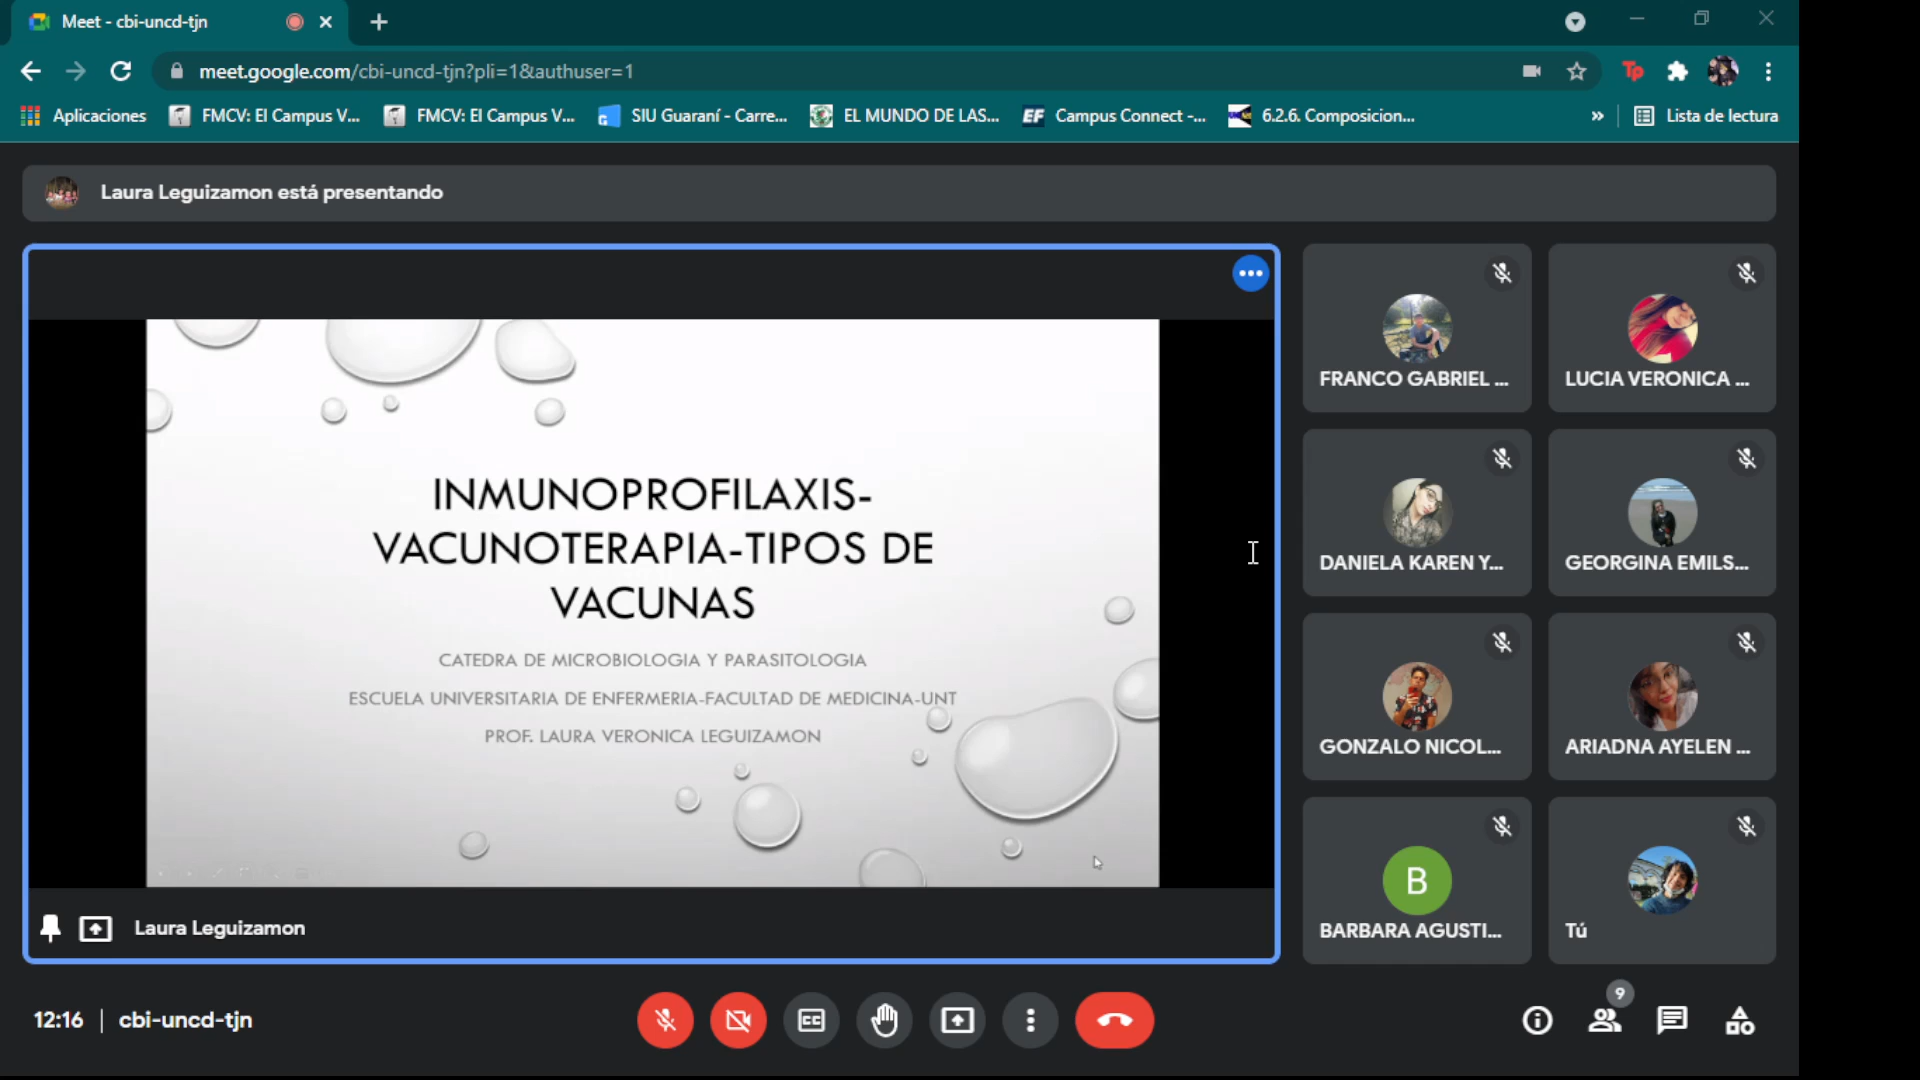 Meet - cbi-uncd-tjn
meet.google.com/cbi-uncd-tjn?pli=1&authuser=1
Tp
Aplicaciones
FMCV: El Campus V...
FMCV: El Campus V...
SIU Guaraní - Carre...
EL MUNDO DE LAS...
EF Campus Connect -...
6.2.6. Composicion...
»
Lista de lectura
Laura Leguizamon está presentando
INMUNOPROFILAXIS-
VACUNOTERAPIA-TIPOS DE
VACUNAS
CATEDRA DE MICROBIOLOGIA Y PARASITOLOGIA
ESCUELA UNIVERSITARIA DE ENFERMERIA-FACULTAD DE MEDICINA-UNT
PROF. LAURA VERONICA LEGUIZAMON
Laura Leguizamon
FRANCO GABRIEL ...
LUCIA VERONICA ...
DANIELA KAREN Y...
GEORGINA EMILS...
GONZALO NICOL...
ARIADNA AYELEN ...
B
BARBARA AGUSTI...
Tú
12:16 | cbi-uncd-tjn
CC
9